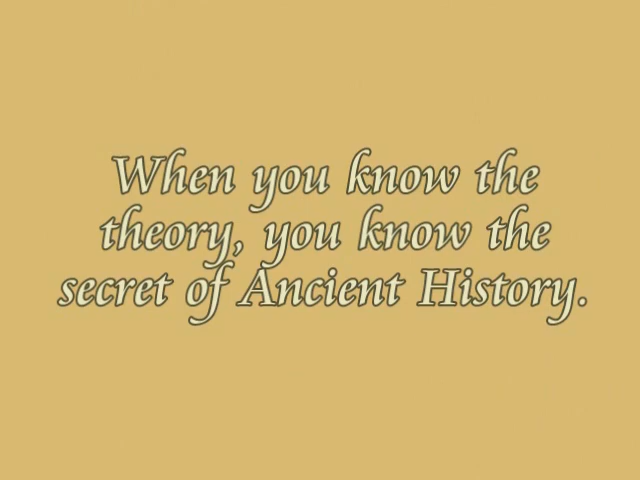 When you know the
theory, you know the
secret of Ancient History.